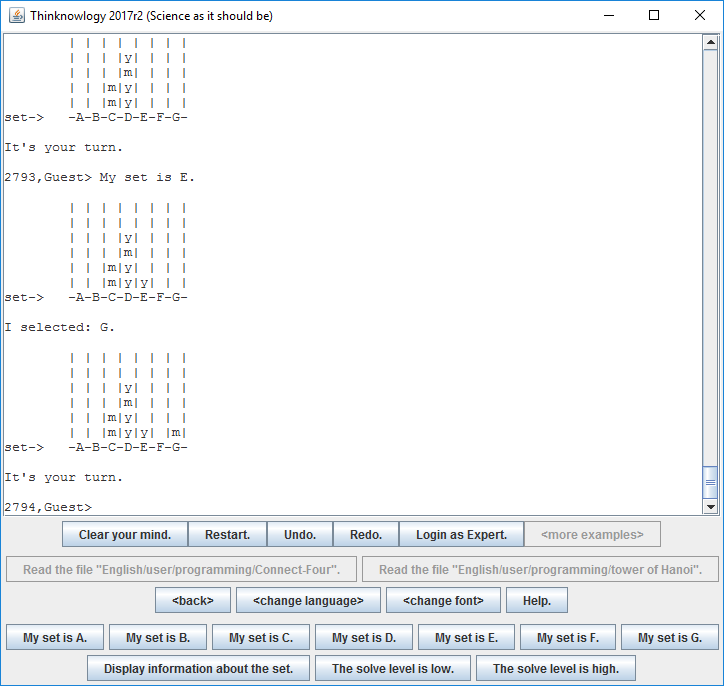 Thinknowlogy 2017r2 (Science as it should be)
        | | | | | | | |
        | | | |y| | | |
        | | | |m| | | |
        | | |m|y| | | |
        | | |m|y| | | |
set->   -A-B-C-D-E-F-G-
It's your turn.
2793,Guest> My set is E.
        | | | | | | | |
        | | | | | | | |
        | | | |y| | | |
        | | | |m| | | |
        | | |m|y| | | |
        | | |m|y|y| | |
set->   -A-B-C-D-E-F-G-
I selected: G.
        | | | | | | | |
        | | | | | | | |
        | | | |y| | | |
        | | | |m| | | |
        | | |m|y| | | |
        | | |m|y|y| |m|
set->   -A-B-C-D-E-F-G-
It's your turn.
2794,Guest>
Clear your mind. Restart. Undo. Redo. Login as Expert. <more examples>
Read the file "English/user/programming/Connect-Four". Read the file "English/user/programming/tower of Hanoi".
<back> <change language> <change font> Help.
My set is A. My set is B. My set is C. My set is D. My set is E. My set is F. My set is G.
Display information about the set. The solve level is low. The solve level is high.